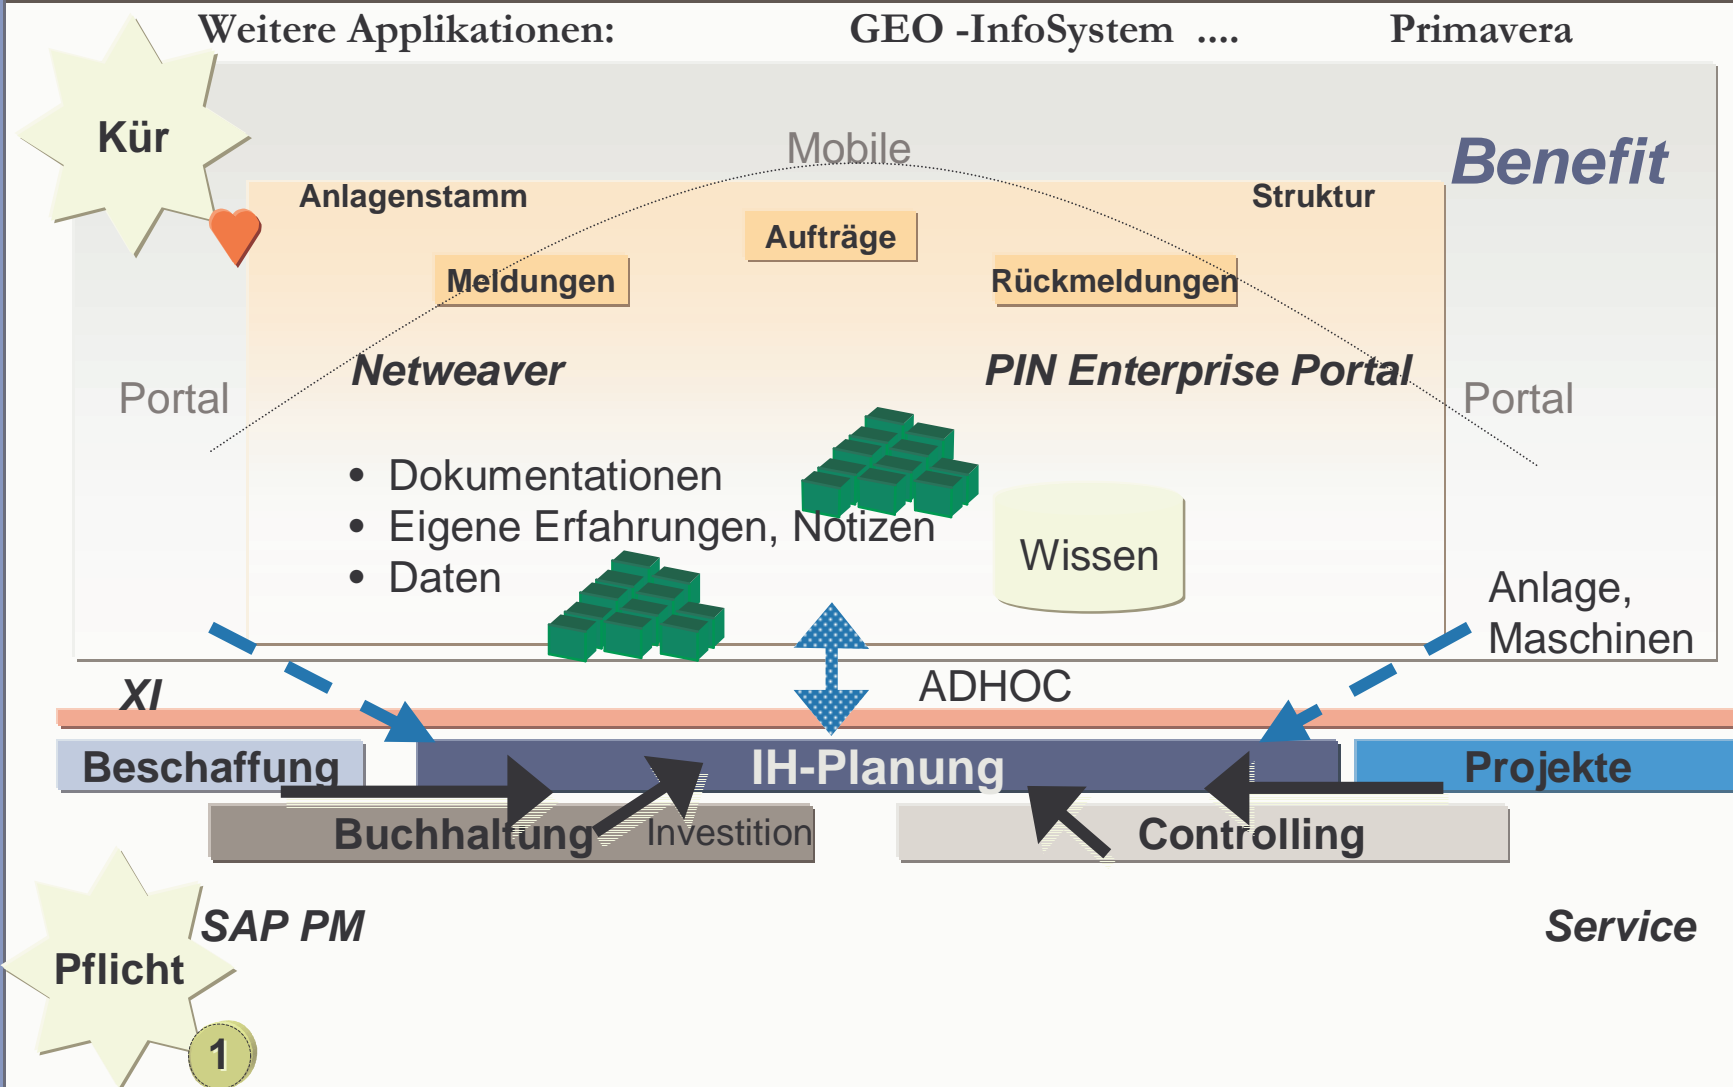 Weitere Applikationen: GEO -InfoSystem .... Primavera
Kür
Mobile
Benefit
Anlagenstamm
Struktur
Aufträge
Meldungen
Rückmeldungen
Netweaver
PIN Enterprise Portal
Portal
Portal
• Dokumentationen
• Eigene Erfahrungen, Notizen
• Daten
Wissen
Anlage,
Maschinen
XI
ADHOC
Beschaffung
IH-Planung
Projekte
Buchhaltung
Investition
Controlling
SAP PM
Service
Pflicht
1